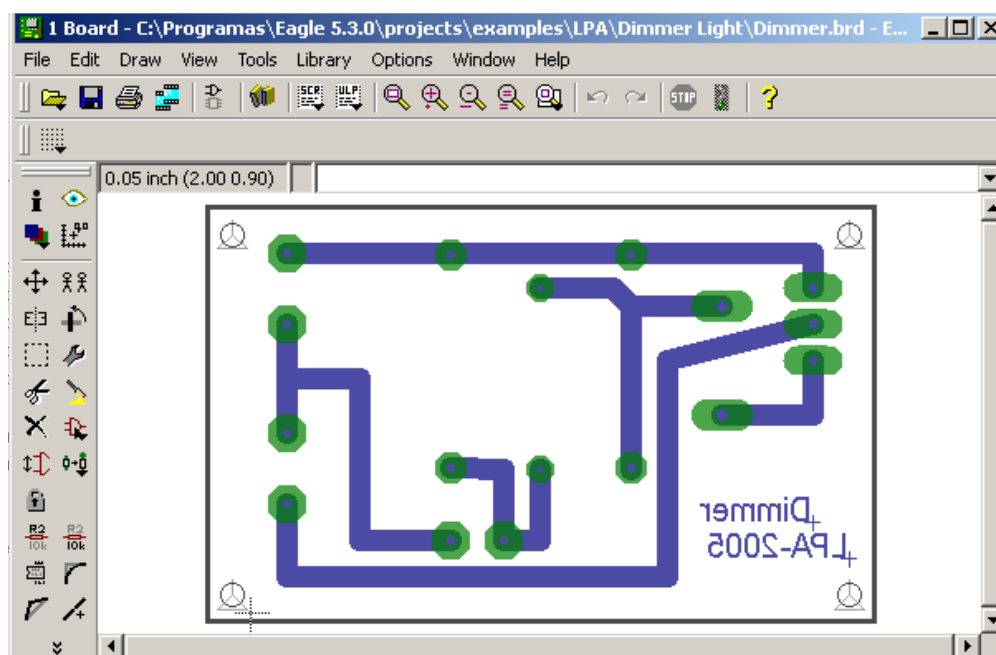 1 Board - C:\Programas\Eagle 5.3.0\projects\examples\LPA\Dimmer Light\Dimmer.brd - E...
File Edit Draw View Tools Library Options Window Help
SCR ULP STOP ?
0.05 inch (2.00 0.90)
i
Dimmer
LPA-2005
R2 R2
10k 10k